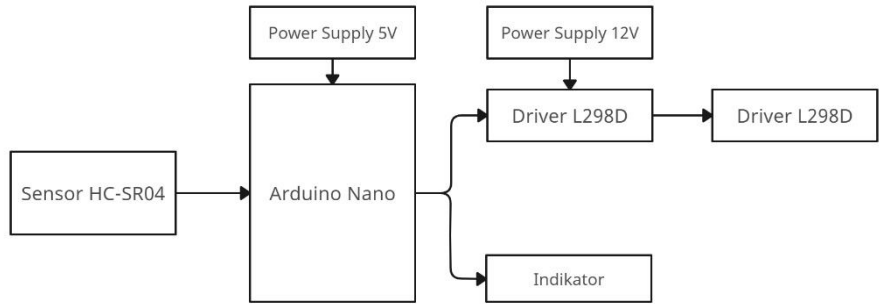 Power Supply 5V
Power Supply 12V
Driver L298D
Driver L298D
Sensor HC-SR04
Arduino Nano
Indikator